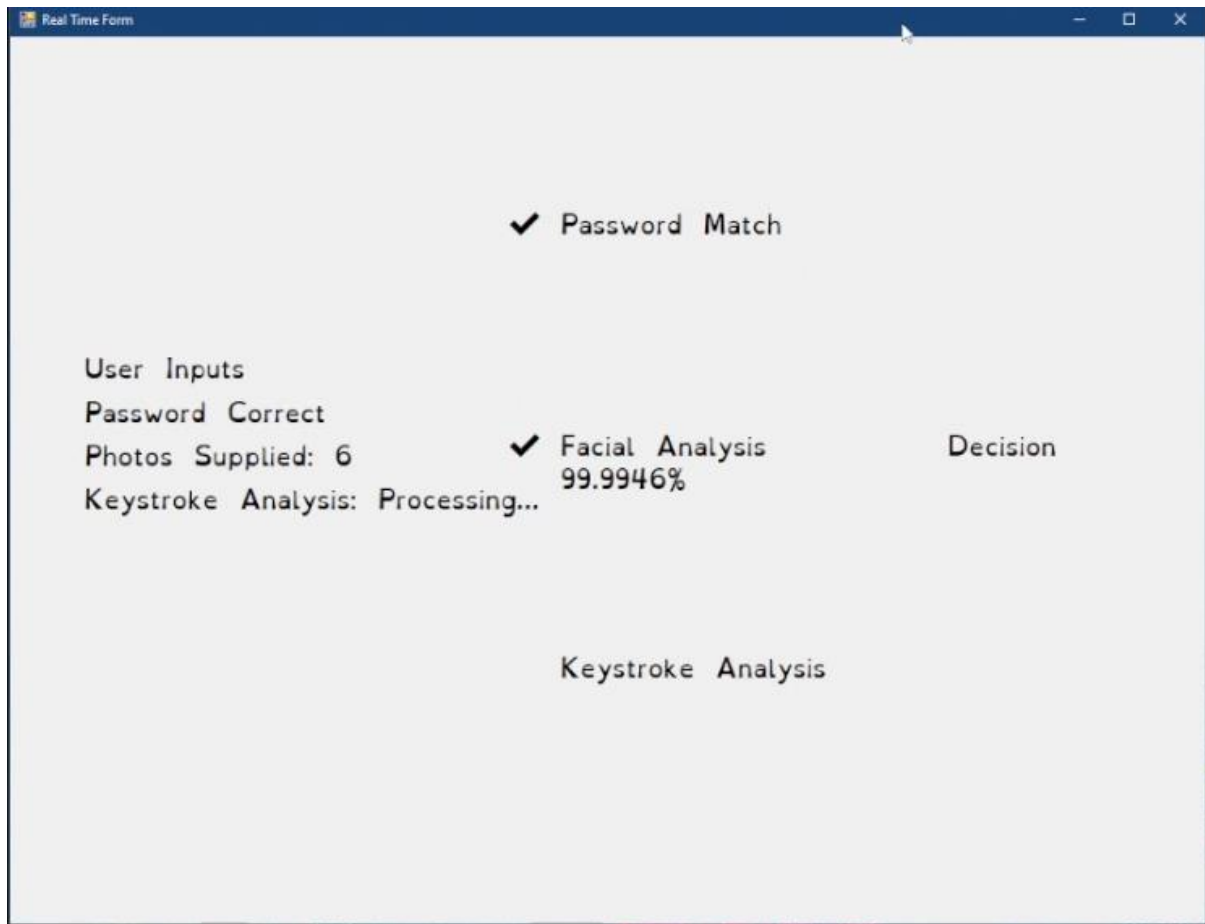 Real Time Form
Password Match
User Inputs
Password Correct
Photos Supplied: 6
Keystroke Analysis: Processing...
Facial Analysis
99.9946%
Decision
Keystroke Analysis